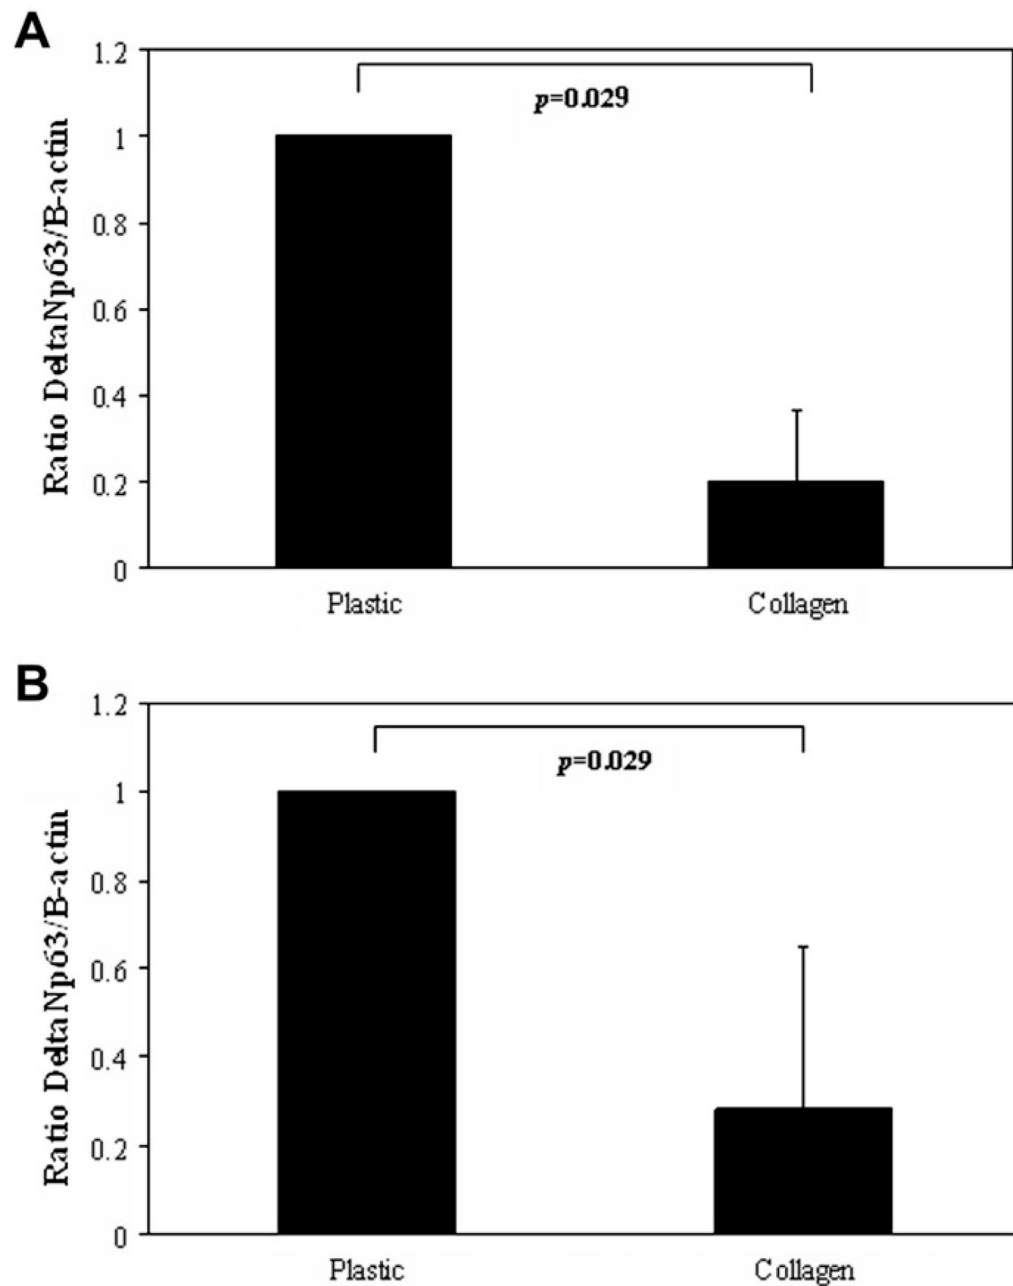 A
1.2
p=0.029
1
0.8
0.6
0.4
0.2
0
Ratio DeltaNp63/B-actin
Plastic Collagen
B
1.2
p=0.029
1
0.8
0.6
0.4
0.2
0
Ratio DeltaNp63/B-actin
Plastic Collagen